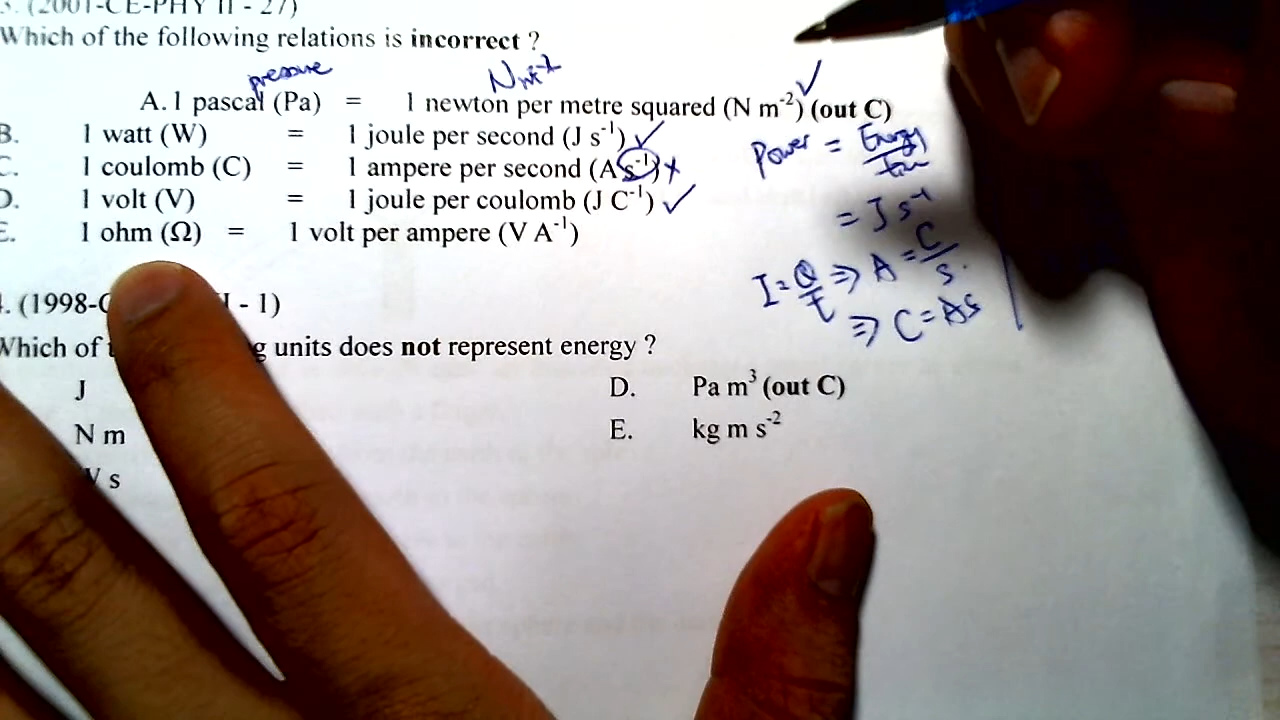 3. (2001-CE-PHY II - 27)
Which of the following relations is incorrect ?
pressure
N m⁻²
A. 1 pascal (Pa) = 1 newton per metre squared (N m⁻²) (out C) ✓
B. 1 watt (W) = 1 joule per second (J s⁻¹) ✓
C. 1 coulomb (C) = 1 ampere per second (A s⁻¹) ✗
D. 1 volt (V) = 1 joule per coulomb (J C⁻¹) ✓
E. 1 ohm (Ω) = 1 volt per ampere (V A⁻¹)
Power = Energy / time
= J s⁻¹
I = Q/t ⇒ A = C/s
⇒ C = As
. (1998- I - 1)
Which of g units does not represent energy ?
J
N m
s
D. Pa m³ (out C)
E. kg m s⁻²